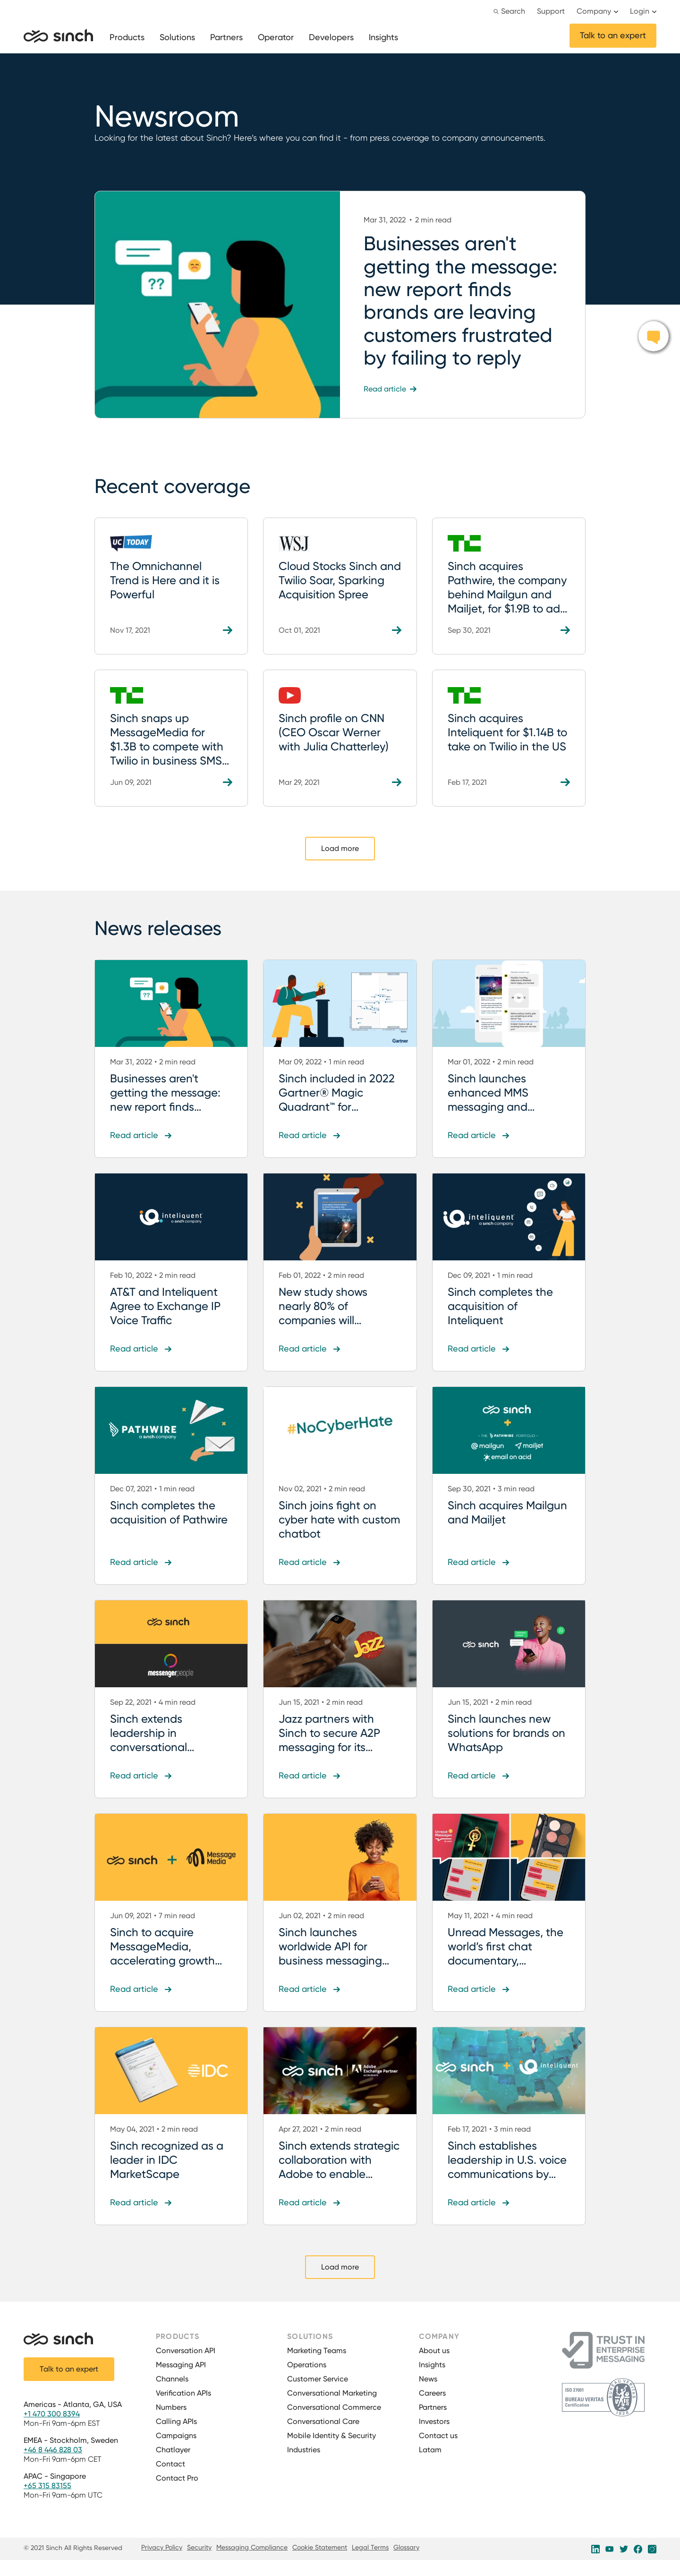 Search Support Company Login
sinch Products Solutions Partners Operator Developers Insights Talk to an expert
Newsroom
Looking for the latest about Sinch? Here's where you can find it - from press coverage to company announcements.
??
Mar 31, 2022 • 2 min read
Businesses aren't
getting the message:
new report finds
brands are leaving
customers frustrated
by failing to reply
Read article
Recent coverage
UC TODAY
The Omnichannel
Trend is Here and it is
Powerful
Nov 17, 2021
WSJ
Cloud Stocks Sinch and
Twilio Soar, Sparking
Acquisition Spree
Oct 01, 2021
TC
Sinch acquires
Pathwire, the company
behind Mailgun and
Mailjet, for $1.9B to ad...
Sep 30, 2021
TC
Sinch snaps up
MessageMedia for
$1.3B to compete with
Twilio in business SMS...
Jun 09, 2021
Sinch profile on CNN
(CEO Oscar Werner
with Julia Chatterley)
Mar 29, 2021
TC
Sinch acquires
Inteliquent for $1.14B to
take on Twilio in the US
Feb 17, 2021
Load more
News releases
??
Mar 31, 2022 • 2 min read
Businesses aren't
getting the message:
new report finds...
Read article
Gartner
Mar 09, 2022 • 1 min read
Sinch included in 2022
Gartner® Magic
Quadrant™ for...
Read article
Mar 01, 2022 • 2 min read
Sinch launches
enhanced MMS
messaging and...
Read article
inteliquent
a sinch company
Feb 10, 2022 • 2 min read
AT&T and Inteliquent
Agree to Exchange IP
Voice Traffic
Read article
Feb 01, 2022 • 2 min read
New study shows
nearly 80% of
companies will...
Read article
inteliquent
a sinch company
Dec 09, 2021 • 1 min read
Sinch completes the
acquisition of
Inteliquent
Read article
PATHWIRE
a sinch company
Dec 07, 2021 • 1 min read
Sinch completes the
acquisition of Pathwire
Read article
#NoCyberHate
Nov 02, 2021 • 2 min read
Sinch joins fight on
cyber hate with custom
chatbot
Read article
sinch
+
THE PATHWIRE PORTFOLIO
mailgun mailjet
email on acid
Sep 30, 2021 • 3 min read
Sinch acquires Mailgun
and Mailjet
Read article
sinch
messengerpeople
Sep 22, 2021 • 4 min read
Sinch extends
leadership in
conversational...
Read article
Jazz
Jun 15, 2021 • 2 min read
Jazz partners with
Sinch to secure A2P
messaging for its...
Read article
sinch
Jun 15, 2021 • 2 min read
Sinch launches new
solutions for brands on
WhatsApp
Read article
sinch + Message Media
Jun 09, 2021 • 7 min read
Sinch to acquire
MessageMedia,
accelerating growth...
Read article
Jun 02, 2021 • 2 min read
Sinch launches
worldwide API for
business messaging...
Read article
Unread Messages
May 11, 2021 • 4 min read
Unread Messages, the
world's first chat
documentary,...
Read article
IDC
May 04, 2021 • 2 min read
Sinch recognized as a
leader in IDC
MarketScape
Read article
sinch Adobe Exchange Partner
Apr 27, 2021 • 2 min read
Sinch extends strategic
collaboration with
Adobe to enable...
Read article
sinch + inteliquent
Feb 17, 2021 • 3 min read
Sinch establishes
leadership in U.S. voice
communications by...
Read article
Load more
sinch
Talk to an expert
Americas - Atlanta, GA, USA
+1 470 300 8394
Mon-Fri 9am-6pm EST
EMEA - Stockholm, Sweden
+46 8 446 828 03
Mon-Fri 9am-6pm CET
APAC - Singapore
+65 315 83155
Mon-Fri 9am-6pm UTC
PRODUCTS
Conversation API
Messaging API
Channels
Verification APIs
Numbers
Calling APIs
Campaigns
Chatlayer
Contact
Contact Pro
SOLUTIONS
Marketing Teams
Operations
Customer Service
Conversational Marketing
Conversational Commerce
Conversational Care
Mobile Identity & Security
Industries
COMPANY
About us
Insights
News
Careers
Partners
Investors
Contact us
Latam
TRUST IN
ENTERPRISE
MESSAGING
ISO 27001
BUREAU VERITAS
Certification
© 2021 Sinch All Rights Reserved Privacy Policy Security Messaging Compliance Cookie Statement Legal Terms Glossary